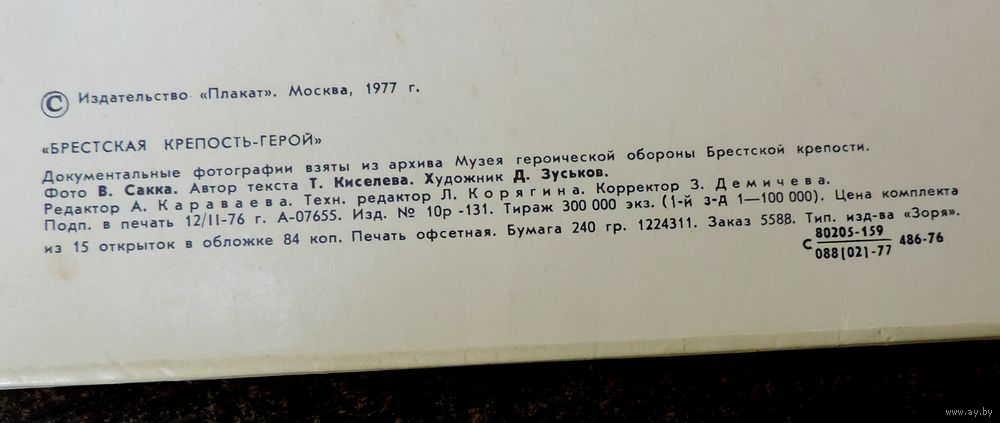 © Издательство «Плакат». Москва, 1977 г.
«БРЕСТСКАЯ КРЕПОСТЬ-ГЕРОЙ»
Документальные фотографии взяты из архива Музея героической обороны Брестской крепости.
Фото В. Сакка. Автор текста Т. Киселева. Художник Д. Зуськов.
Редактор А. Караваева. Техн. редактор Л. Корягина. Корректор З. Демичева.
Подп. в печать 12/II-76 г. А-07655. Изд. № 10р -131. Тираж 300 000 экз. (1-й з-д 1—100 000). Цена комплекта
из 15 открыток в обложке 84 коп. Печать офсетная. Бумага 240 гр. 1224311. Заказ 5588. Тип. изд-ва «Зоря».
С 80205-159 486-76
088(02)-77
www.ay.by